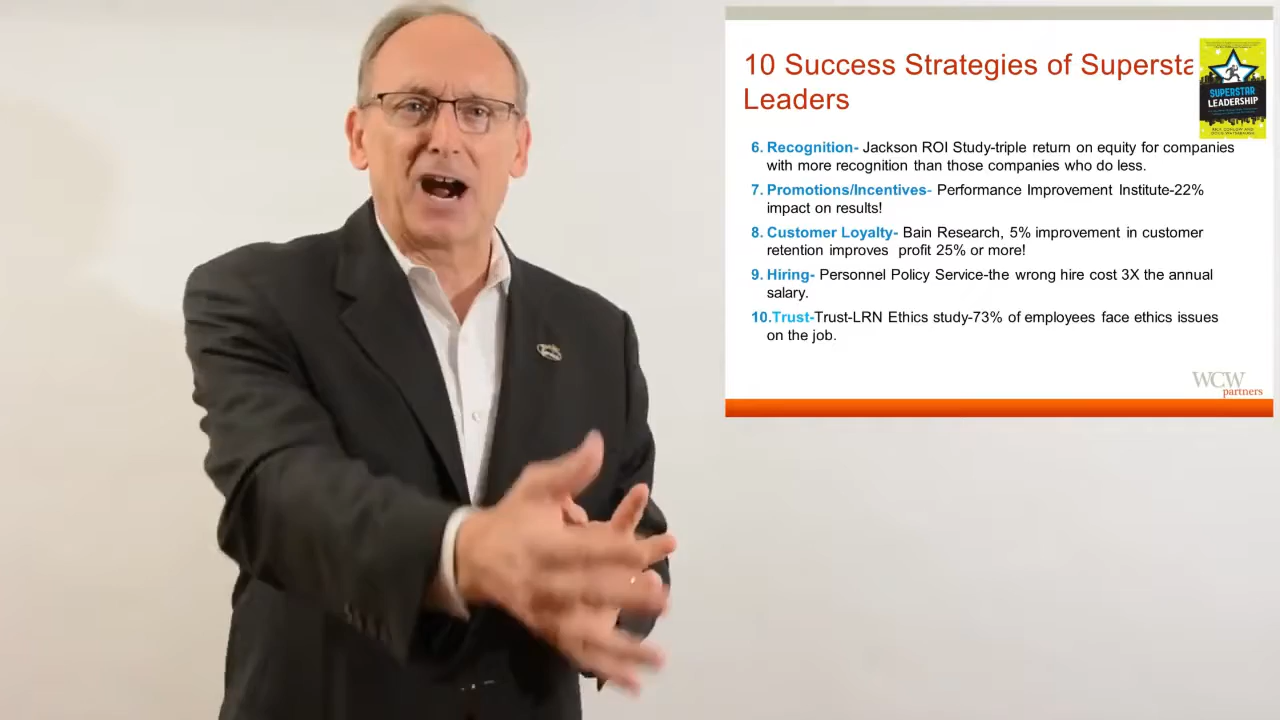 10 Success Strategies of Supersta
Leaders
SUPERSTAR
LEADERSHIP
6. Recognition- Jackson ROI Study-triple return on equity for companies
with more recognition than those companies who do less.
7. Promotions/Incentives- Performance Improvement Institute-22%
impact on results!
8. Customer Loyalty- Bain Research, 5% improvement in customer
retention improves profit 25% or more!
9. Hiring- Personnel Policy Service-the wrong hire cost 3X the annual
salary.
10.Trust-Trust-LRN Ethics study-73% of employees face ethics issues
on the job.
WCW
partners